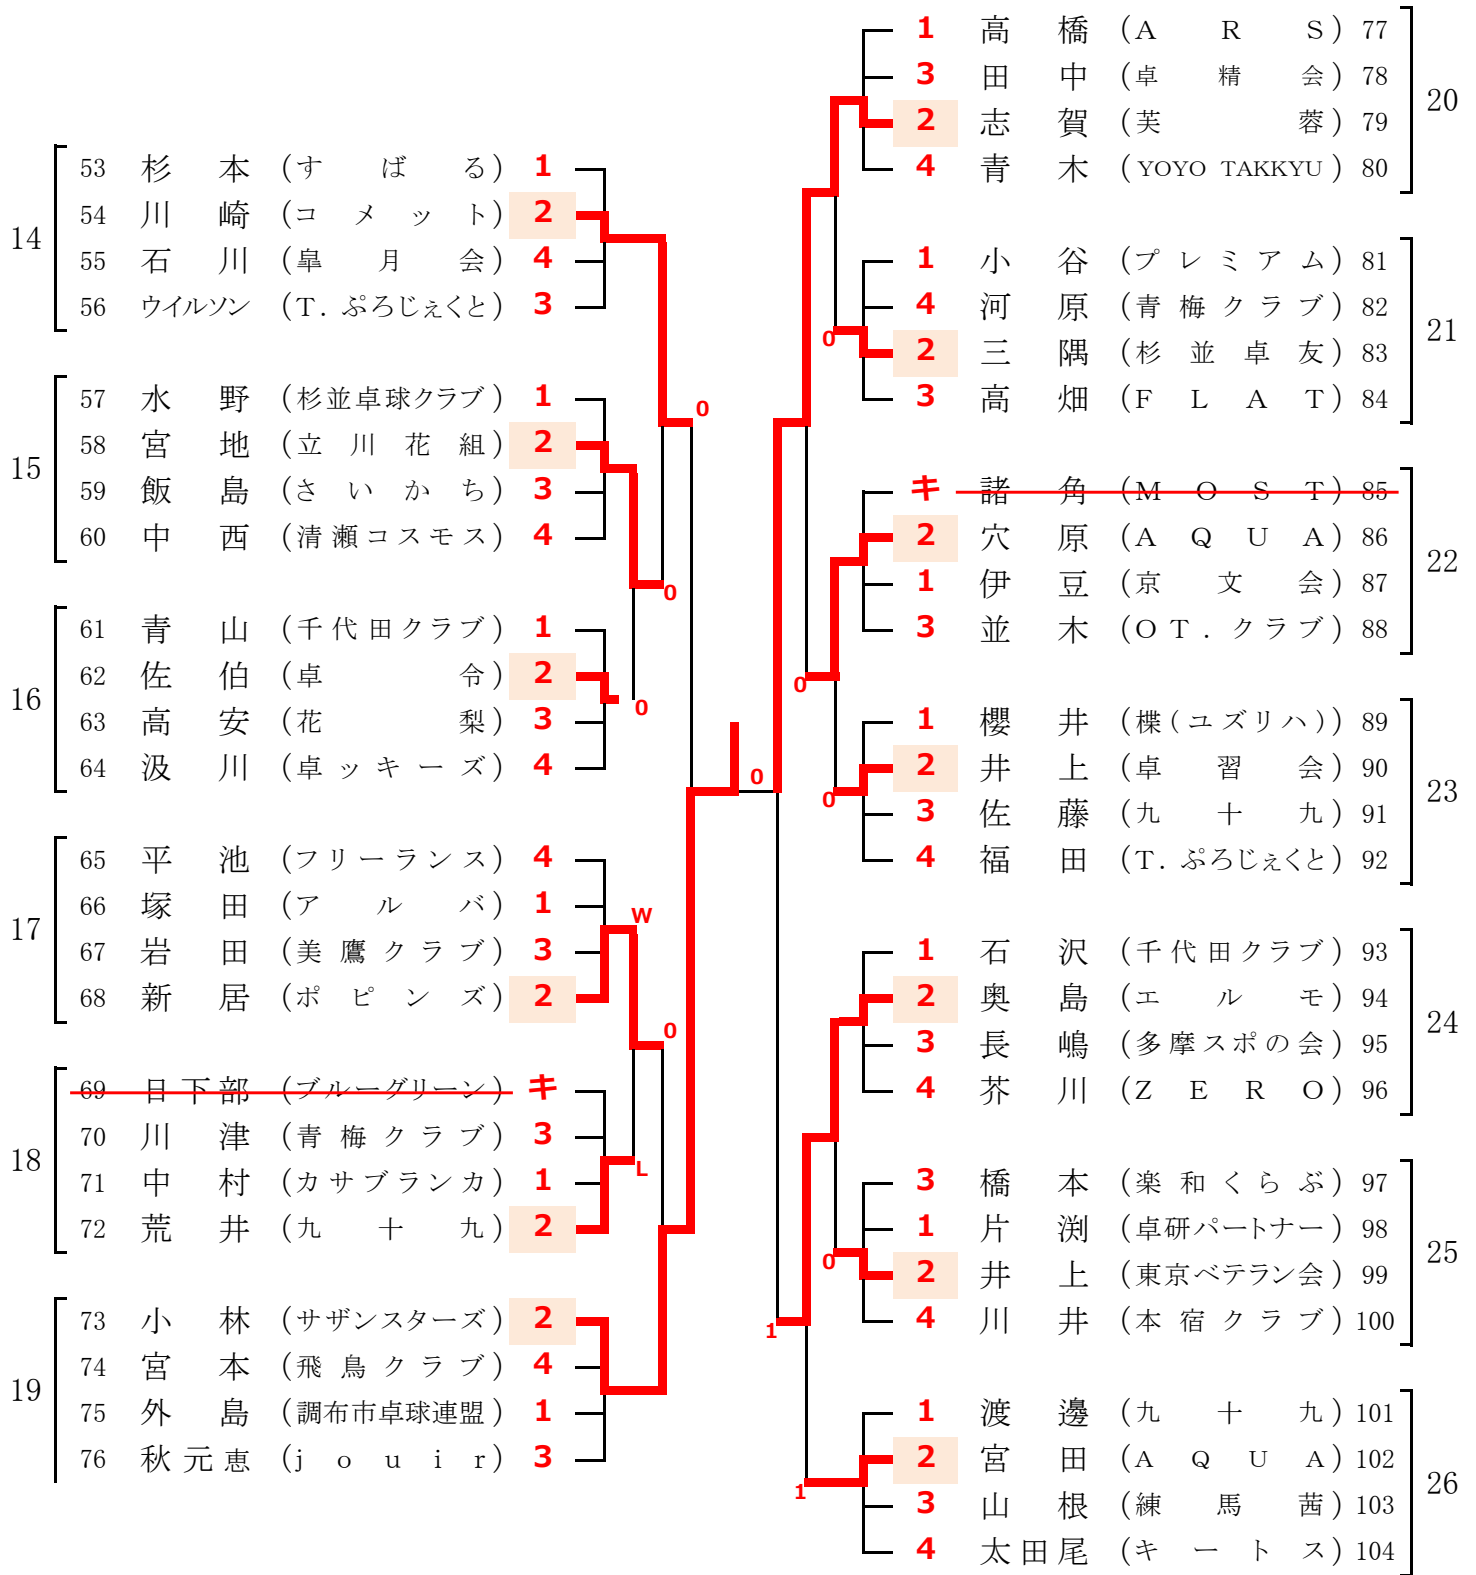 14
53 杉本 (すばる) 1
54 川崎 (コメット) 2
55 石川 (皐月会) 4
56 ウイルソン (T. ぷろじぇくと) 3
15
57 水野 (杉並卓球クラブ) 1
58 宮地 (立川花組) 2
59 飯島 (さいかち) 3
60 中西 (清瀬コスモス) 4
16
61 青山 (千代田クラブ) 1
62 佐伯 (卓令) 2
63 高安 (花梨) 3
64 汲川 (卓ッキーズ) 4
17
65 平池 (フリーランス) 4
66 塚田 (アルバ) 1
67 岩田 (美鷹クラブ) 3
68 新居 (ポピンズ) 2
18
69 日下部 (ブルーグリーン) キ
70 川津 (青梅クラブ) 3
71 中村 (カサブランカ) 1
72 荒井 (九十九) 2
19
73 小林 (サザンスターズ) 2
74 宮本 (飛鳥クラブ) 4
75 外島 (調布市卓球連盟) 1
76 秋元恵 (jouir) 3
0
0
0
W
0
L
0
1 高橋 (ARS) 77
3 田中 (卓精会) 78
2 志賀 (芙蓉) 79
4 青木 (YOYO TAKKYU) 80
20
1 小谷 (プレミアム) 81
4 河原 (青梅クラブ) 82
2 三隅 (杉並卓友) 83
3 高畑 (FLAT) 84
21
キ 諸角 (MOST) 85
2 穴原 (AQUA) 86
1 伊豆 (京文会) 87
3 並木 (OT.クラブ) 88
22
1 櫻井 (楪(ユズリハ)) 89
2 井上 (卓習会) 90
3 佐藤 (九十九) 91
4 福田 (T. ぷろじぇくと) 92
23
1 石沢 (千代田クラブ) 93
2 奥島 (エルモ) 94
3 長嶋 (多摩スポの会) 95
4 芥川 (ZERO) 96
24
3 橋本 (楽和くらぶ) 97
1 片渕 (卓研パートナー) 98
2 井上 (東京ベテラン会) 99
4 川井 (本宿クラブ) 100
25
1 渡邊 (九十九) 101
2 宮田 (AQUA) 102
3 山根 (練馬茜) 103
4 太田尾 (キートス) 104
26
0
0
0
0
1
1